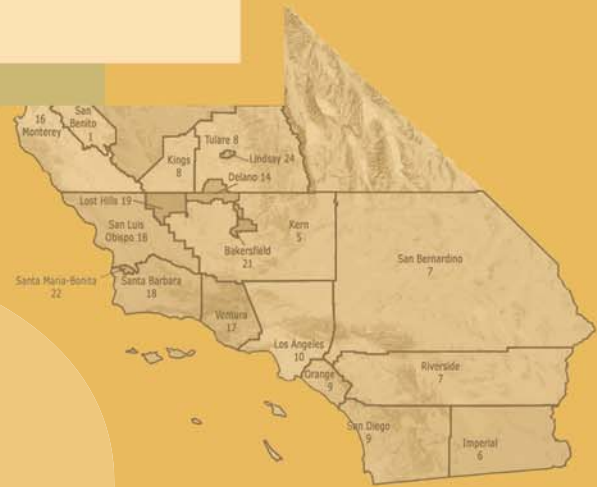 16
Monterey
San
Benito
1
Kings
8
Tulare 8
Lindsay 24
Delano 14
Lost Hills 19
San Luis
Obispo 16
Kern
5
Bakersfield
21
San Bernardino
7
Santa Maria-Bonita
22
Santa Barbara
18
Ventura
17
Los Angeles
10
Orange
9
Riverside
7
San Diego
9
Imperial
6